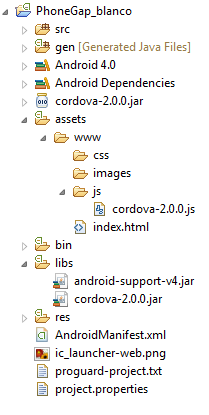 PhoneGap_blanco
src
gen [Generated Java Files]
Android 4.0
Android Dependencies
cordova-2.0.0.jar
assets
www
css
images
js
cordova-2.0.0.js
index.html
bin
libs
android-support-v4.jar
cordova-2.0.0.jar
res
AndroidManifest.xml
ic_launcher-web.png
proguard-project.txt
project.properties